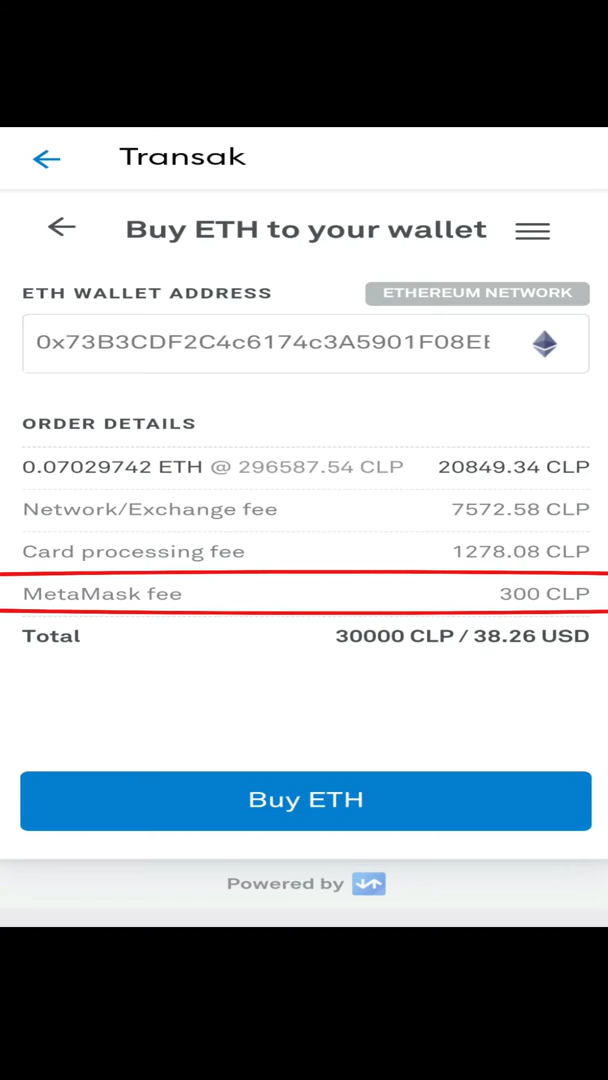 Transak
Buy ETH to your wallet
ETH WALLET ADDRESS ETHEREUM NETWORK
0x73B3CDF2C4c6174c3A5901F08EE
ORDER DETAILS
0.07029742 ETH @ 296587.54 CLP 20849.34 CLP
Network/Exchange fee 7572.58 CLP
Card processing fee 1278.08 CLP
MetaMask fee 300 CLP
Total 30000 CLP / 38.26 USD
Buy ETH
Powered by